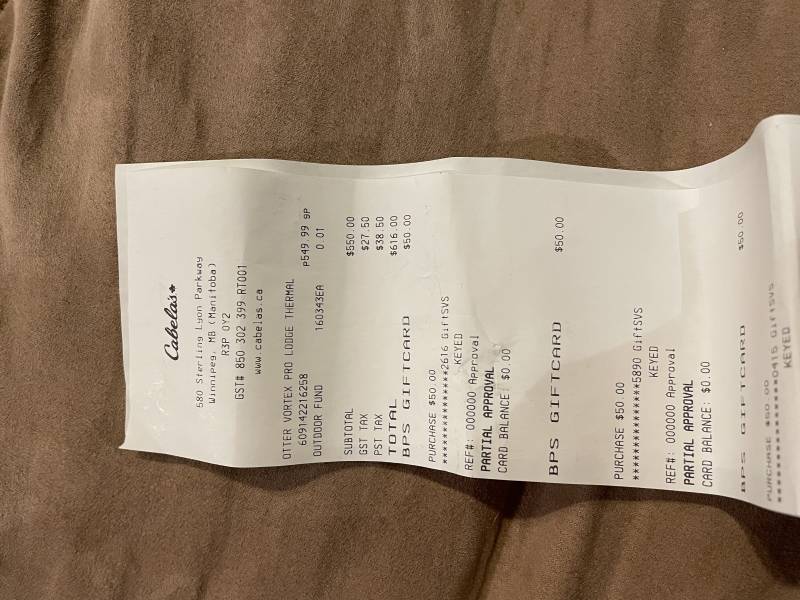 Cabela's
580 Sterling Lyon Parkway
Winnipeg, MB (Manitoba)
R3P 0Y2
GST# 850 302 399 RT001
www.cabelas.ca
OTTER VORTEX PRO LODGE THERMAL
609142216258 P549.99 9P
OUTDOOR FUND 160343EA 0.01
SUBTOTAL $550.00
GST TAX $27.50
PST TAX $38.50
TOTAL $616.00
BPS GIFTCARD $50.00
PURCHASE $50.00
***************2616 GiftSVS
KEYED
REF#: 000000 Approval
PARTIAL APPROVAL
CARD BALANCE: $0.00
BPS GIFTCARD $50.00
PURCHASE $50.00
***************5890 GiftSVS
KEYED
REF#: 000000 Approval
PARTIAL APPROVAL
CARD BALANCE: $0.00
BPS GIFTCARD $50.00
PURCHASE $50.00
***************0415 GiftSVS
KEYED